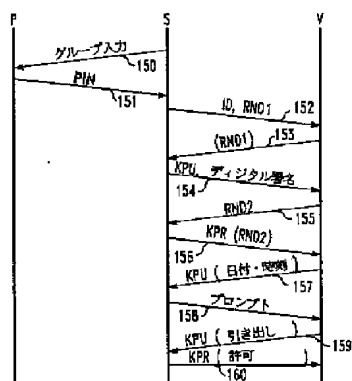 P S V
グループ入力
150
PIN
151
ID, RND1
152
(RND1)
153
KPU, ディジタル署名
154
RND2
155
KPR (RND2)
156
KPU (日付・時刻)
157
プロンプト
158
KPU (引き出し)
159
KPR (許可)
160